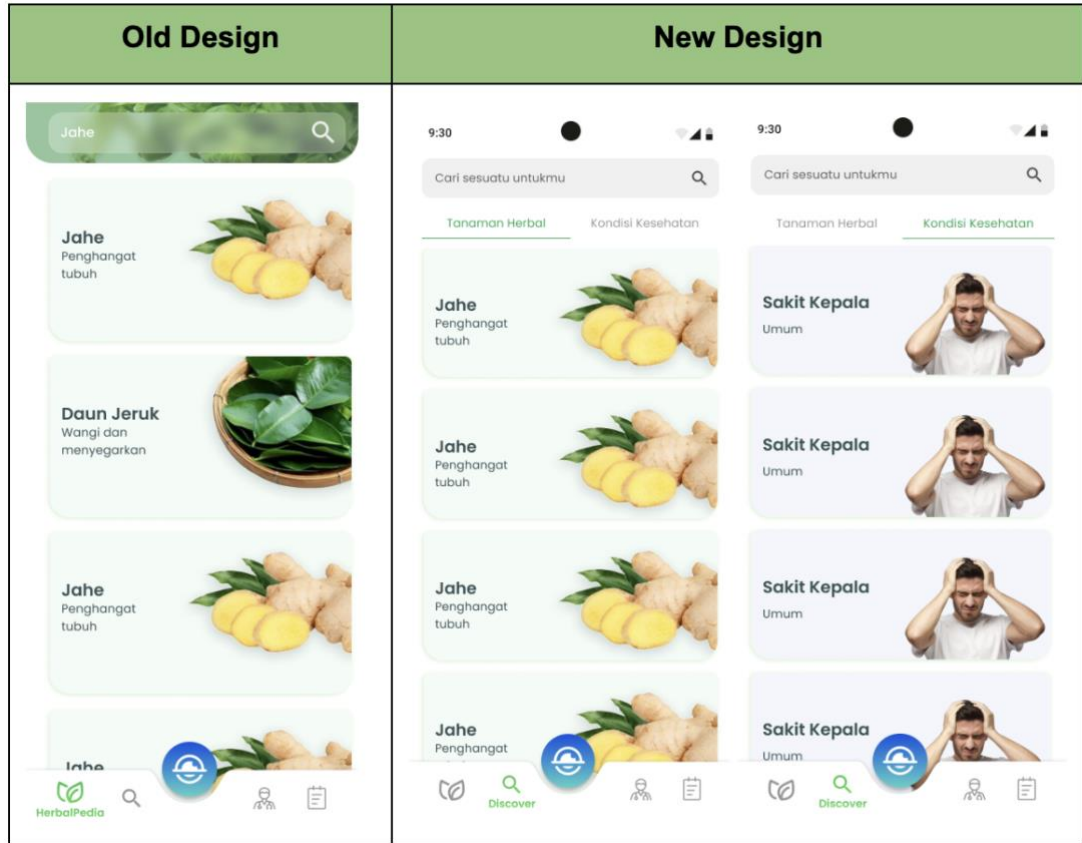 Old Design
New Design
Jahe
Jahe
Penghangat
tubuh
Daun Jeruk
Wangi dan
menyegarkan
Jahe
Penghangat
tubuh
Jahe
HerbalPedia
9:30
Cari sesuatu untukmu
Tanaman Herbal
Kondisi Kesehatan
Jahe
Penghangat
tubuh
Jahe
Penghangat
tubuh
Jahe
Penghangat
tubuh
Jahe
Penghangat
Discover
9:30
Cari sesuatu untukmu
Tanaman Herbal
Kondisi Kesehatan
Sakit Kepala
Umum
Sakit Kepala
Umum
Sakit Kepala
Umum
Sakit Kepala
Umum
Discover